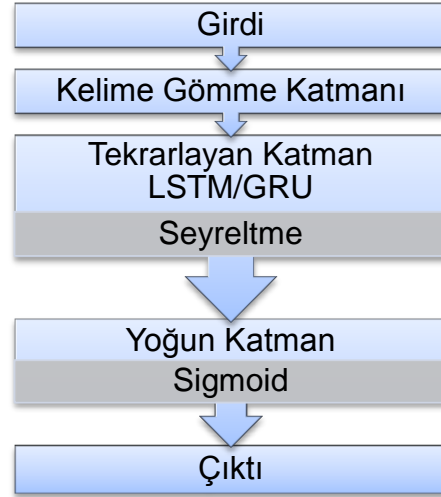 Girdi
Kelime Gömme Katmanı
Tekrarlayan Katman
LSTM/GRU
Seyreltme
Yoğun Katman
Sigmoid
Çıktı